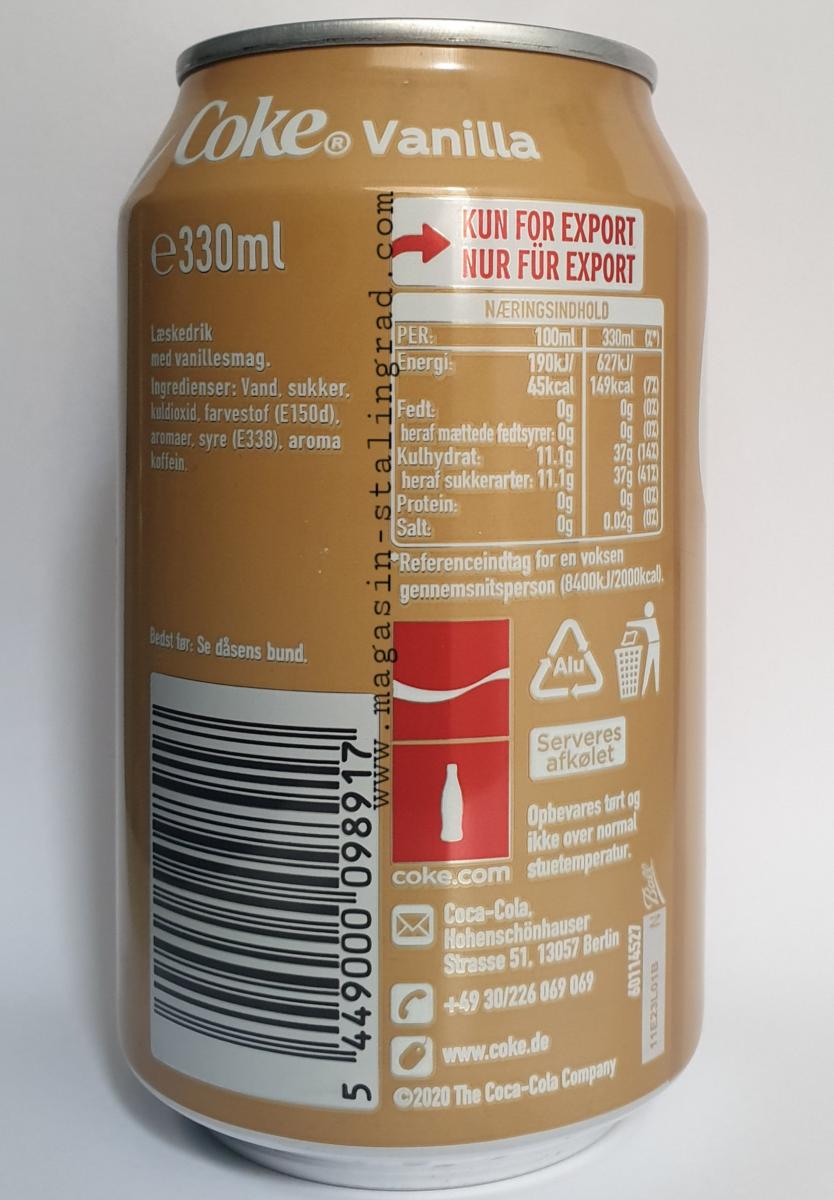 Coke® Vanilla
℮330ml
Læskedrik
med vanillesmag.
Ingredienser: Vand, sukker,
kuldioxid, farvestof (E150d),
aromaer, syre (E338), aroma
koffein.
Bedst før: Se dåsens bund.
5 449000 098917
www.magasin-stalingrad.com
KUN FOR EXPORT
NUR FÜR EXPORT
NÆRINGSINDHOLD
PER: 100ml 330ml (%*)
Energi: 190kJ/ 627kJ/
45kcal 149kcal (7%)
Fedt: 0g 0g (0%)
heraf mættede fedtsyrer: 0g 0g (0%)
Kulhydrat: 11.1g 37g (14%)
heraf sukkerarter: 11.1g 37g (41%)
Protein: 0g 0g (0%)
Salt: 0g 0.02g (0%)
*Referenceindtag for en voksen
gennemsnitsperson (8400kJ/2000kcal).
Alu
Serveres
afkølet
Opbevares tørt og
ikke over normal
stuetemperatur.
coke.com
Coca-Cola,
Hohenschönhauser
Strasse 51, 13057 Berlin
+49 30/226 069 069
www.coke.de
©2020 The Coca-Cola Company
60114527
11E23L01B N Ball